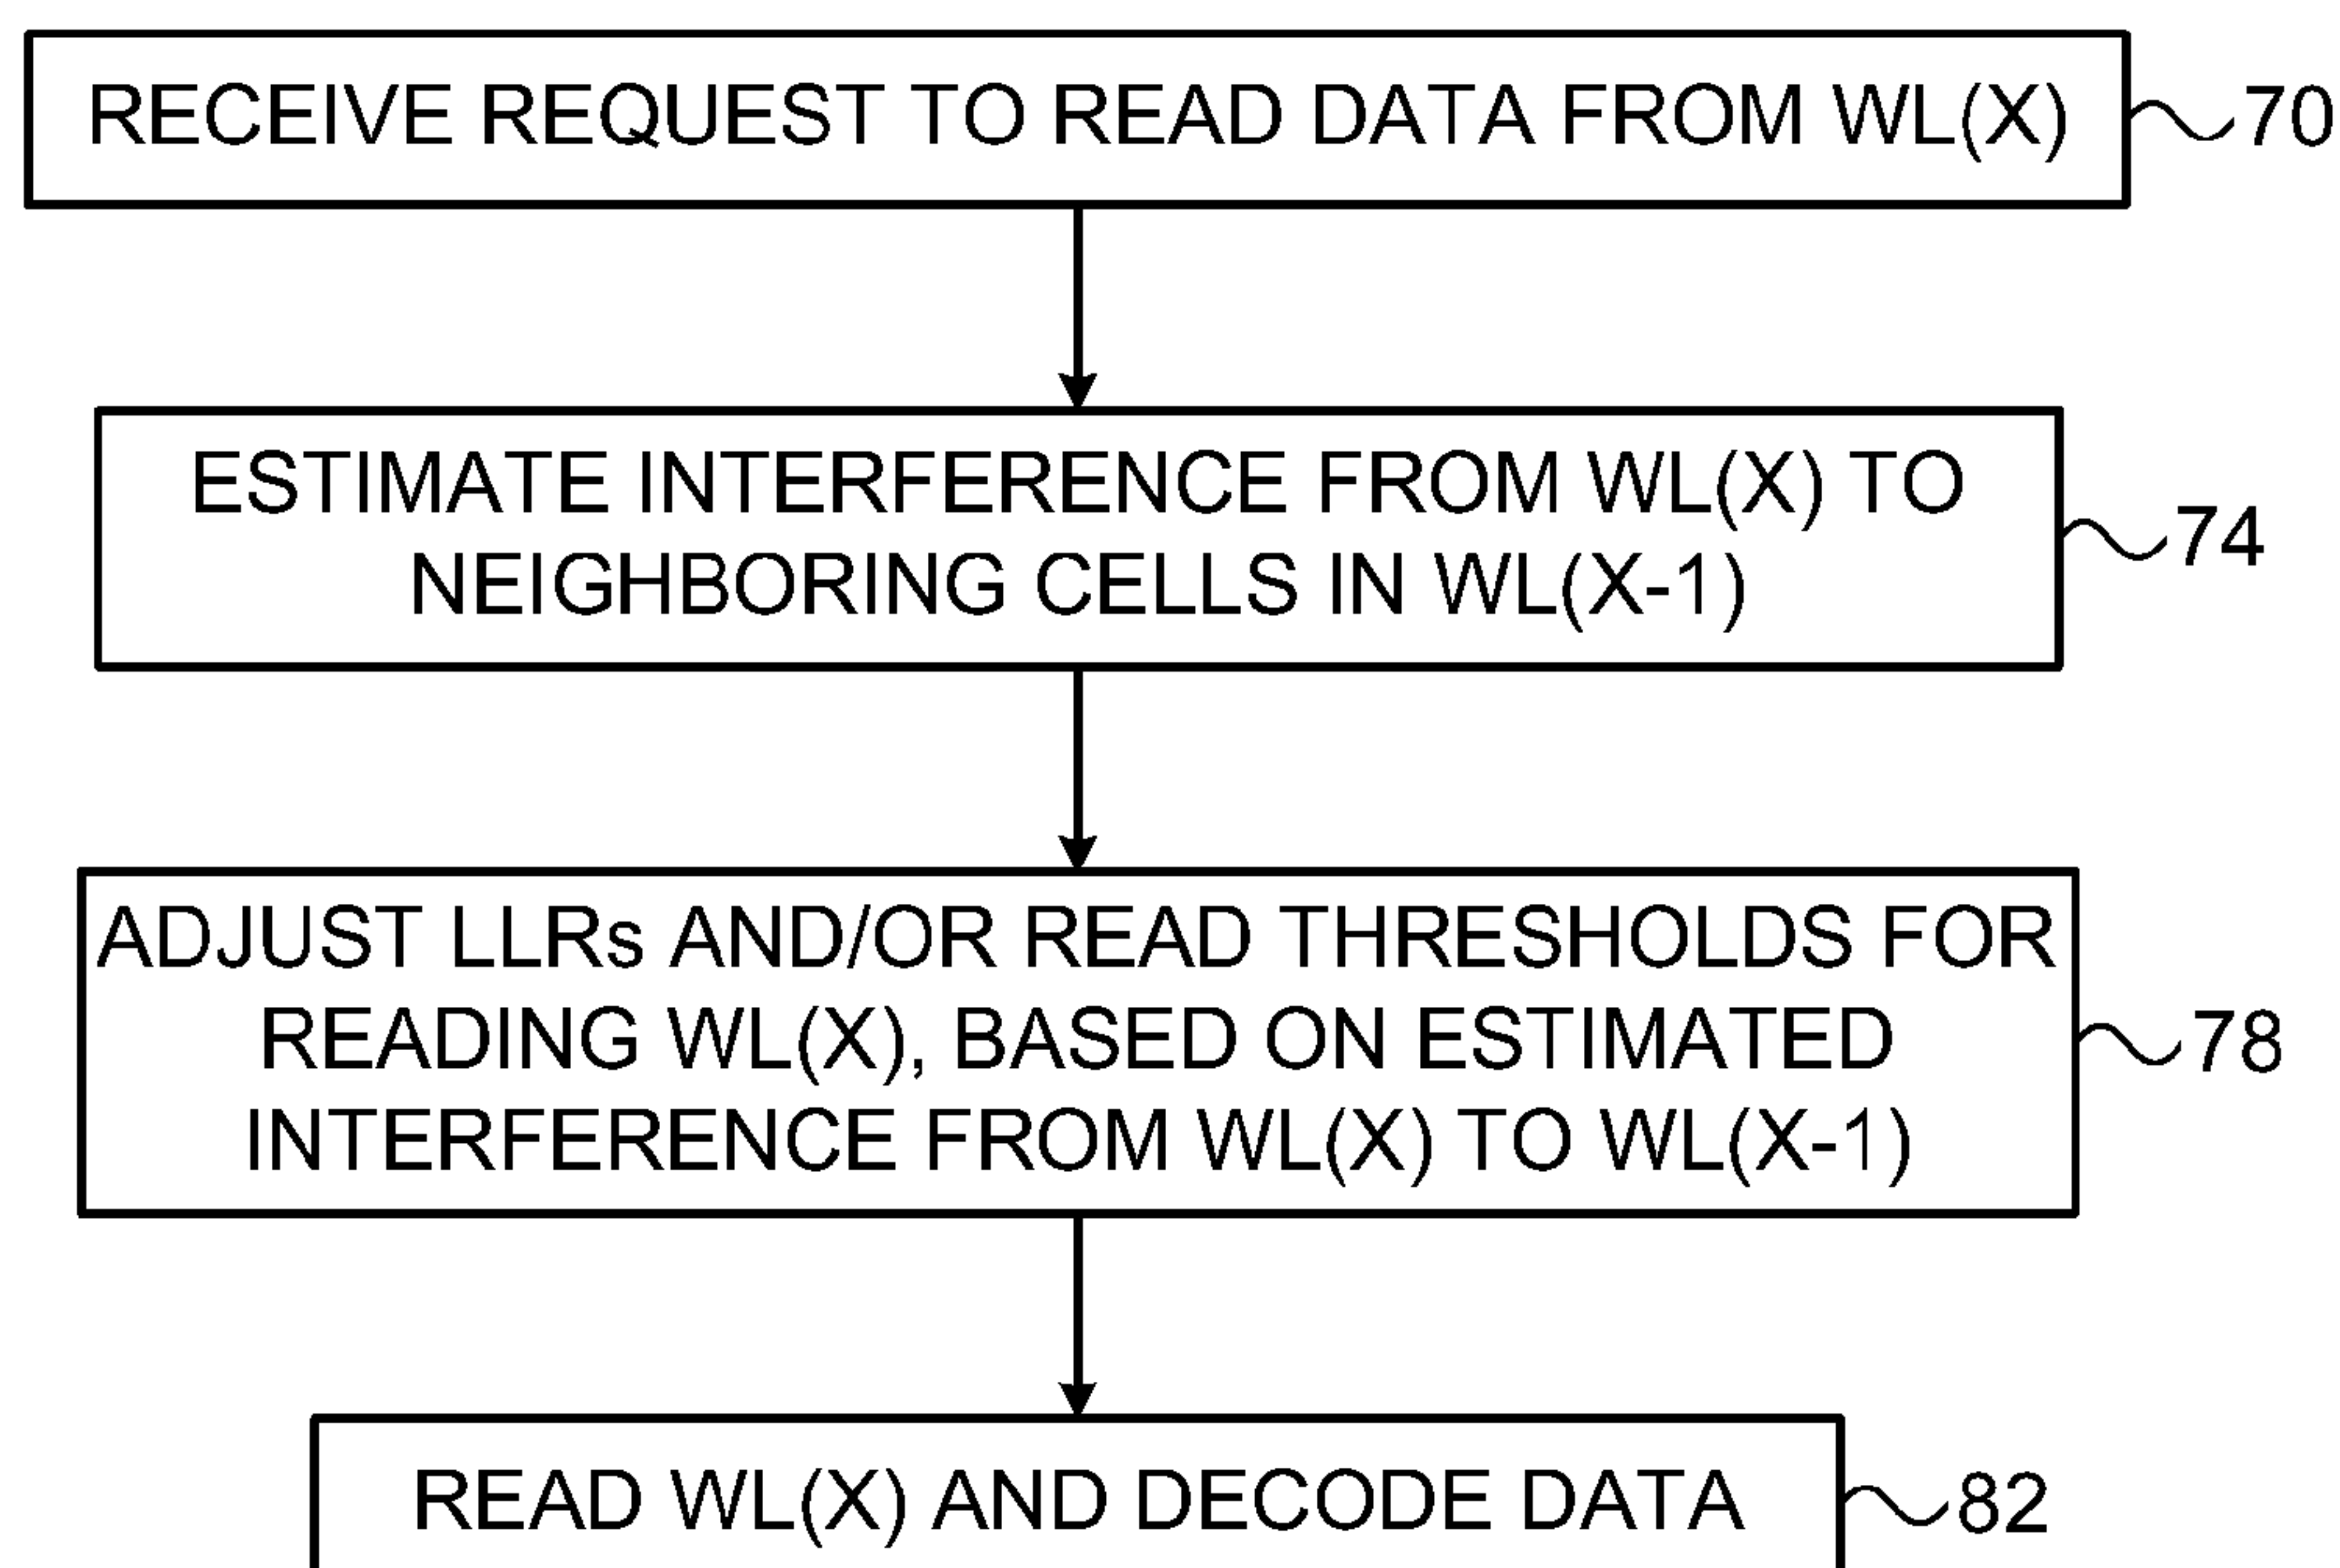 RECEIVE REQUEST TO READ DATA FROM WL(X)
70
ESTIMATE INTERFERENCE FROM WL(X) TO
NEIGHBORING CELLS IN WL(X-1)
74
ADJUST LLRs AND/OR READ THRESHOLDS FOR
READING WL(X), BASED ON ESTIMATED
INTERFERENCE FROM WL(X) TO WL(X-1)
78
READ WL(X) AND DECODE DATA
82